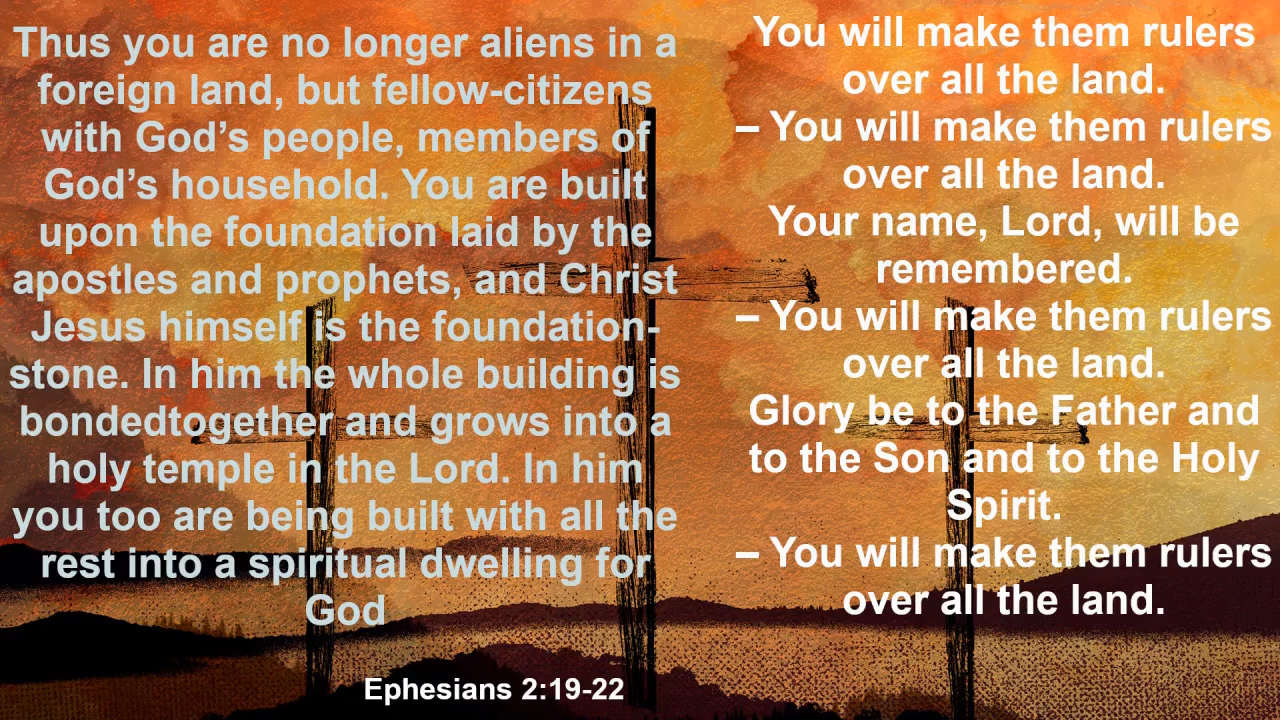 Thus you are no longer aliens in a
foreign land, but fellow-citizens
with God’s people, members of
God’s household. You are built
upon the foundation laid by the
apostles and prophets, and Christ
Jesus himself is the foundation-
stone. In him the whole building is
bondedtogether and grows into a
holy temple in the Lord. In him
you too are being built with all the
rest into a spiritual dwelling for
God
Ephesians 2:19-22
You will make them rulers
over all the land.
– You will make them rulers
over all the land.
Your name, Lord, will be
remembered.
– You will make them rulers
over all the land.
Glory be to the Father and
to the Son and to the Holy
Spirit.
– You will make them rulers
over all the land.